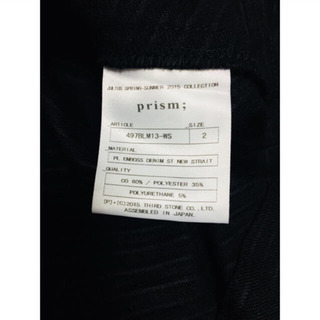 JULIUS SPRING-SUMMER 2015 COLLECTION
prism;
ARTICLE SIZE
497BLM13-WS 2
MATERIAL
PL EMBOSS DENIM ST NEW STRAIT
QUALITY
CO 60% / POLYESTER 35%
POLYURETHANE 5%
(P)・(C)2015 THIRD STONE CO., LTD.
ASSEMBLED IN JAPAN.